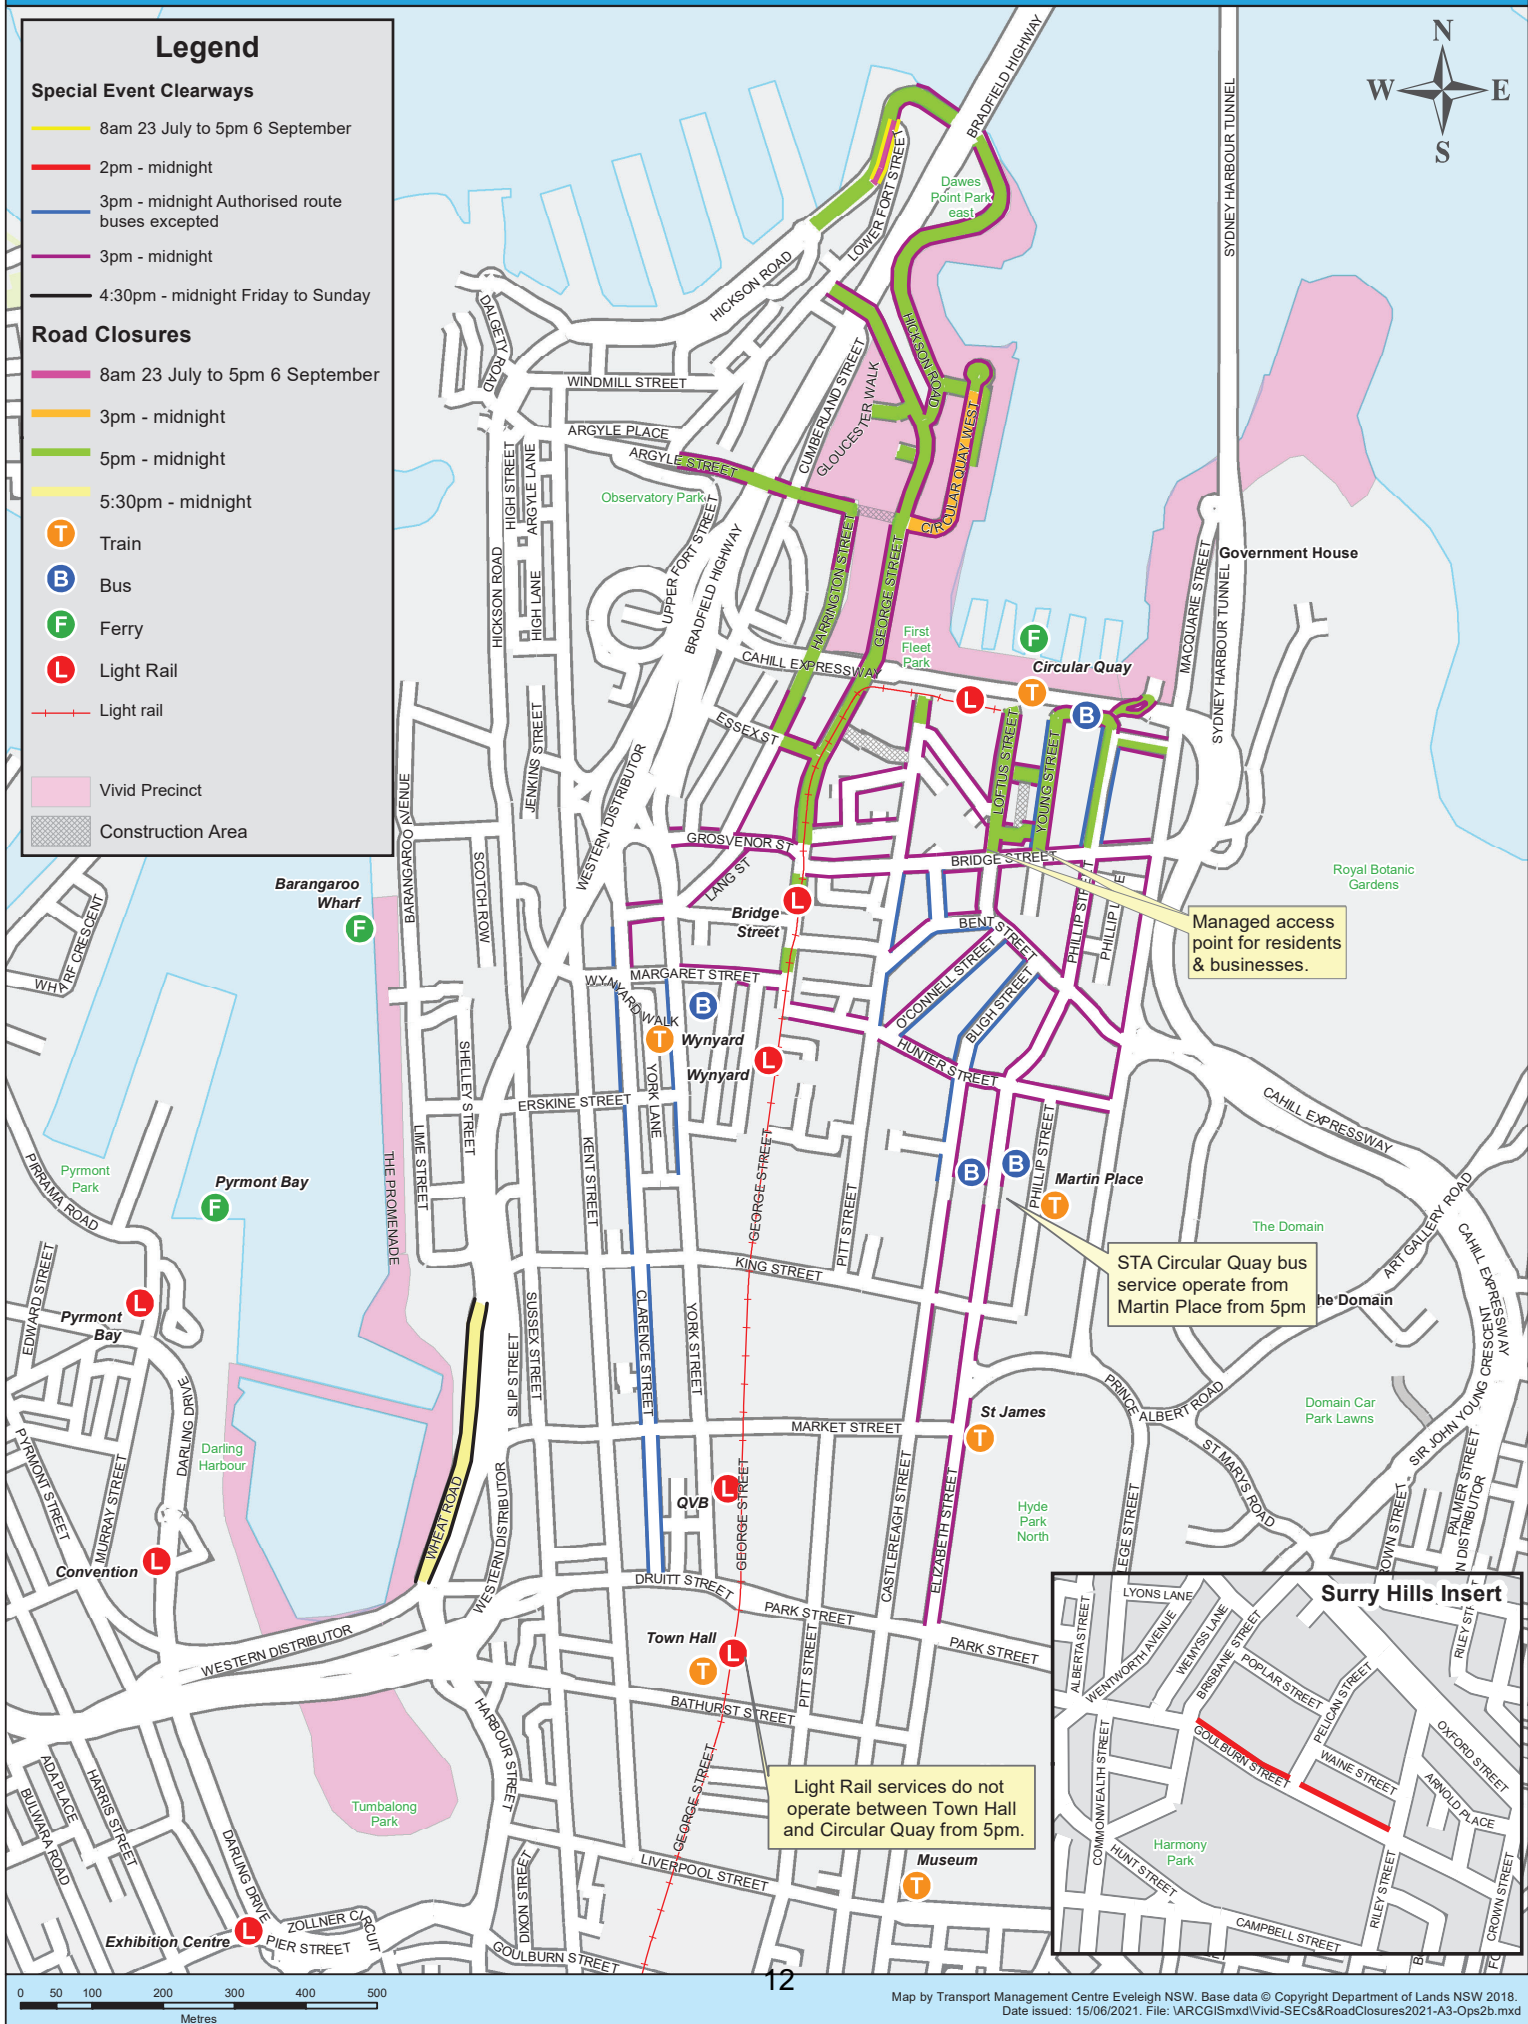 Legend
Special Event Clearways
8am 23 July to 5pm 6 September
2pm - midnight
3pm - midnight Authorised route
buses excepted
3pm - midnight
4:30pm - midnight Friday to Sunday
Road Closures
8am 23 July to 5pm 6 September
3pm - midnight
5pm - midnight
5:30pm - midnight
T Train
B Bus
F Ferry
L Light Rail
Light rail
Vivid Precinct
Construction Area
N
W E
S
BRADFIELD HIGHWAY
SYDNEY HARBOUR TUNNEL
LOWER FORT STREET
Dawes
Point Park
east
HICKSON ROAD
DALGETY ROAD
HICKSON ROAD
WINDMILL STREET
CUMBERLAND STREET
GLOUCESTER WALK
CIRCULAR QUAY WEST
ARGYLE PLACE
ARGYLE STREET
HIGH STREET
ARGYLE LANE
Observatory Park
UPPER FORT STREET
BRADFIELD HIGHWAY
HARRINGTON STREET
GEORGE STREET
HICKSON ROAD
HIGH LANE
Government House
MACQUARIE STREET
SYDNEY HARBOUR TUNNEL
First
Fleet
Park
F
Circular Quay
CAHILL EXPRESSWAY
L
T
B
ESSEX ST
JENKINS STREET
LOFTUS STREET
YOUNG STREET
WESTERN DISTRIBUTOR
BARANGAROO AVENUE
GROSVENOR ST
BRIDGE STREET
LANG ST
SCOTCH ROW
Barangaroo
Wharf
F
Royal Botanic
Gardens
L
Bridge
Street
BENT STREET
PHILLIP STREET
Managed access
point for residents
& businesses.
WHARF CRESCENT
MARGARET STREET
WYNYARD WALK
B
T
Wynyard
Wynyard
L
O'CONNELL STREET
BLIGH STREET
HUNTER STREET
SHELLEY STREET
ERSKINE STREET
YORK LANE
LIME STREET
KENT STREET
CAHILL EXPRESSWAY
PHILLIP STREET
B
B
Martin Place
T
Pyrmont
Park
PIRRAMA ROAD
Pyrmont Bay
F
THE PROMENADE
GEORGE STREET
PITT STREET
The Domain
ART GALLERY ROAD
CAHILL EXPRESSWAY
EDWARD STREET
L
Pyrmont
Bay
KING STREET
STA Circular Quay bus
service operate from
Martin Place from 5pm
he Domain
SUSSEX STREET
SLIP STREET
CLARENCE STREET
YORK STREET
DARLING DRIVE
PRINCE
ALBERT ROAD
Domain Car
Park Lawns
SIR JOHN YOUNG CRESCENT
MARKET STREET
St James
T
ST MARYS ROAD
PYRMONT STREET
MURRAY STREET
Darling
Harbour
WHEAT ROAD
WESTERN DISTRIBUTOR
QVB
L
GEORGE STREET
CASTLEREAGH STREET
ELIZABETH STREET
Hyde
Park
North
LEGE STREET
PALMER STREET
N DISTRIBUTOR
Convention
L
DRUITT STREET
PARK STREET
PARK STREET
WESTERN DISTRIBUTOR
Town Hall
L
T
PITT STREET
BATHURST STREET
HARBOUR STREET
GEORGE STREET
ADA PLACE
BULWARA ROAD
HARRIS STREET
Tumbalong
Park
Light Rail services do not
operate between Town Hall
and Circular Quay from 5pm.
DARLING DRIVE
DIXON STREET
LIVERPOOL STREET
Museum
T
Exhibition Centre
L
ZOLLNER CIRCUIT
PIER STREET
GOULBURN STREET
Surry Hills Insert
LYONS LANE
ALBERTA STREET
WENTWORTH AVENUE
WEMYSS LANE
BRISBANE STREET
POPLAR STREET
PELICAN STREET
GOULBURN STREET
WAINE STREET
OXFORD STREET
ARNOLD PLACE
COMMONWEALTH STREET
HUNT STREET
Harmony
Park
RILEY STREET
CAMPBELL STREET
CROWN STREET
12
0 50 100 200 300 400 500
Metres
Map by Transport Management Centre Eveleigh NSW. Base data © Copyright Department of Lands NSW 2018.
Date issued: 15/06/2021. File: \ARCGISmxd\Vivid-SECs&RoadClosures2021-A3-Ops2b.mxd